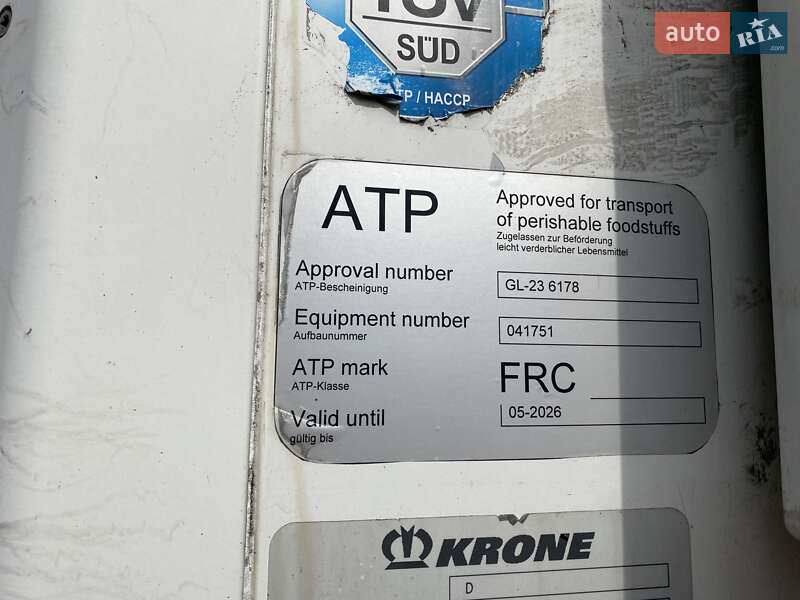 TÜV
SÜD
TP / HACCP
auto RIA
.com
ATP
Approved for transport
of perishable foodstuffs
Zugelassen zur Beförderung
leicht verderblicher Lebensmittel
Approval number
ATP-Bescheinigung
GL-23 6178
Equipment number
Aufbaunummer
041751
ATP mark
ATP-Klasse
FRC
Valid until
gültig bis
05-2026
KRONE
D